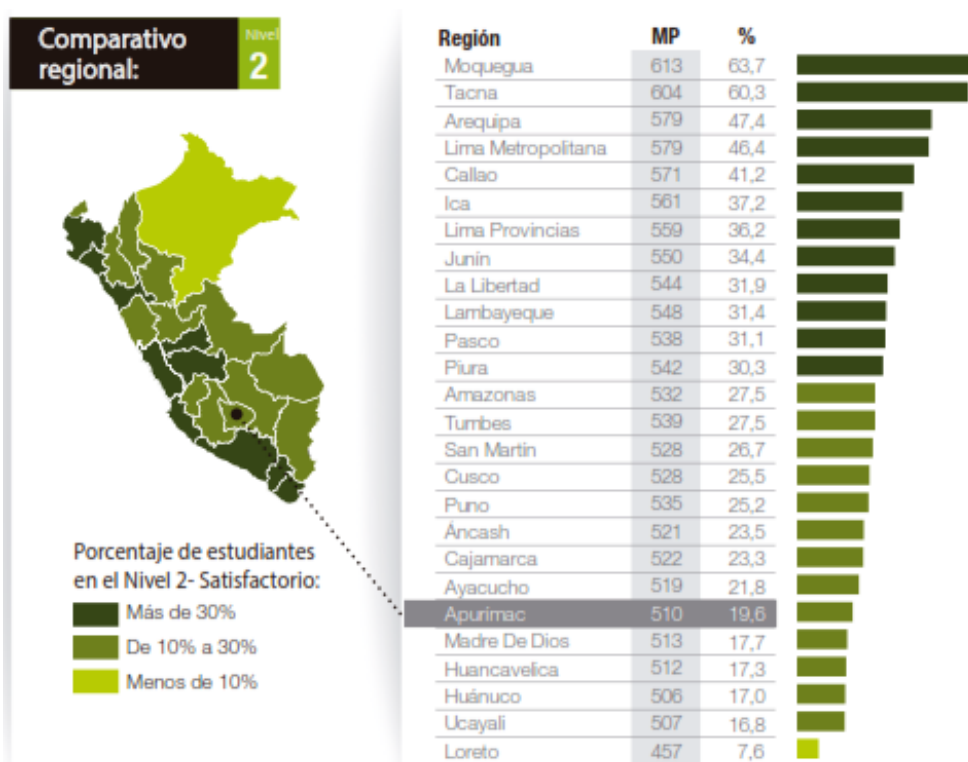 Comparativo
regional:
Nivel
2
Porcentaje de estudiantes
en el Nivel 2- Satisfactorio:
Más de 30%
De 10% a 30%
Menos de 10%
Región MP %
Moquegua 613 63,7
Tacna 604 60,3
Arequipa 579 47,4
Lima Metropolitana 579 46,4
Callao 571 41,2
Ica 561 37,2
Lima Provincias 559 36,2
Junín 550 34,4
La Libertad 544 31,9
Lambayeque 548 31,4
Pasco 538 31,1
Piura 542 30,3
Amazonas 532 27,5
Tumbes 539 27,5
San Martín 528 26,7
Cusco 528 25,5
Puno 535 25,2
Áncash 521 23,5
Cajamarca 522 23,3
Ayacucho 519 21,8
Apurímac 510 19,6
Madre De Dios 513 17,7
Huancavelica 512 17,3
Huánuco 506 17,0
Ucayali 507 16,8
Loreto 457 7,6